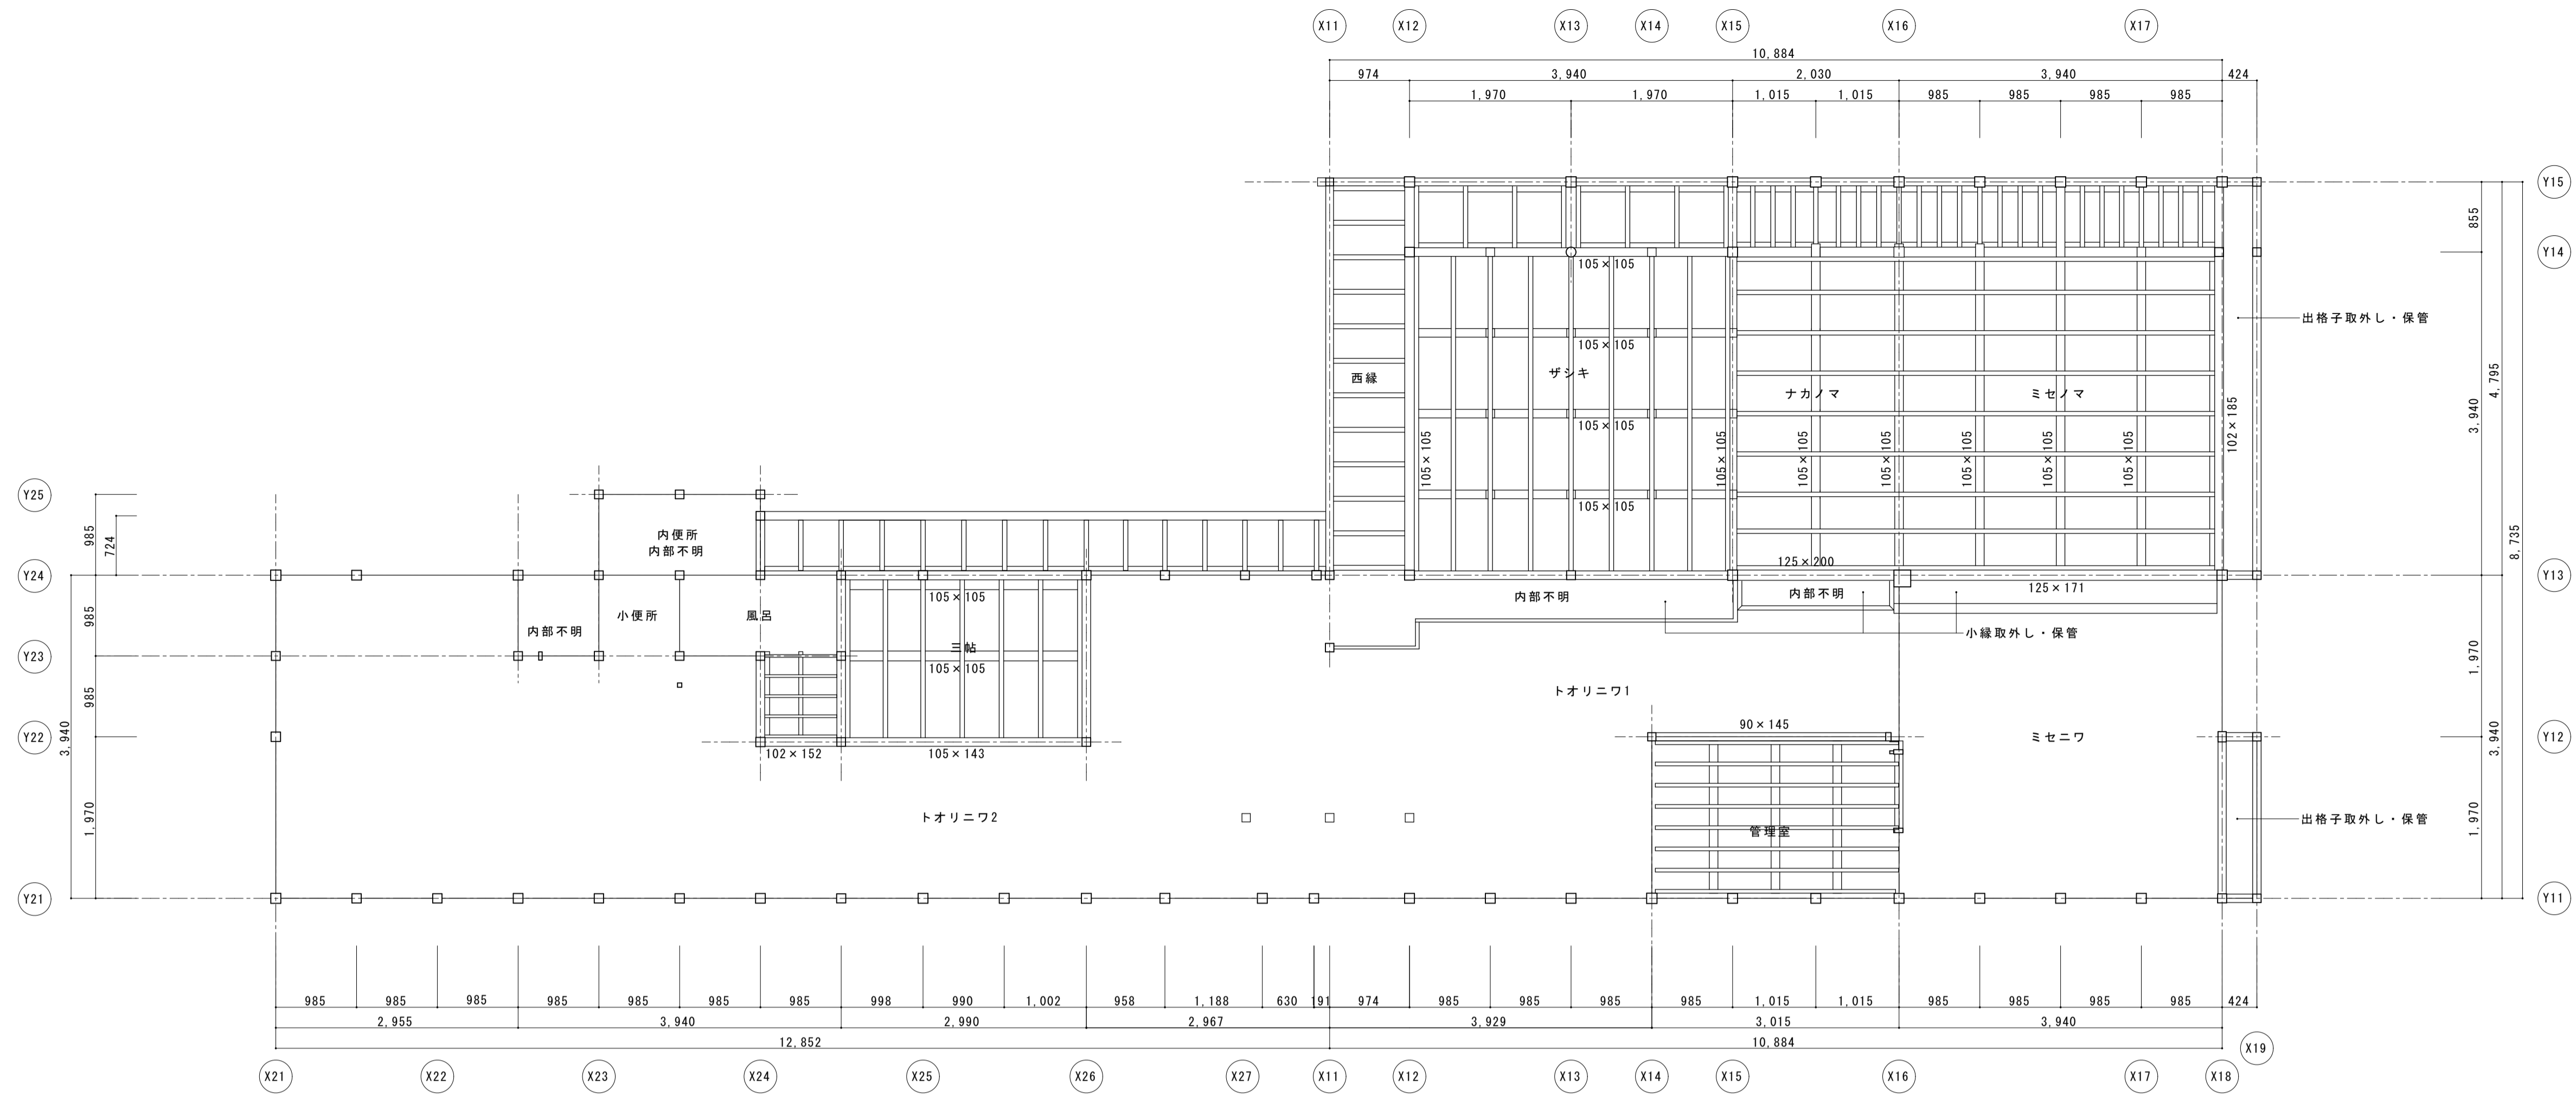 X11 X12 X13 X14 X15 X16 X17
10,884
974 3,940 2,030 3,940 424
1,970 1,970 1,015 1,015 985 985 985 985
Y15
855
Y14
105×105
出格子取外し・保管
105×105
ザシキ
西縁
ナカノマ
ミセノマ
4,795
3,940
102×185
105×105
105×105 105×105 105×105 105×105 105×105 105×105 105×105
Y25
105×105
985
724
内便所
内部不明
8,735
125×200
Y24
Y13
125×171
105×105
内部不明
内部不明
985
小便所
風呂
内部不明
小縁取外し・保管
三帖
Y23
105×105
1,970
985
トオリニワ1
3,940
90×145
Y22
ミセニワ
Y12
3,940
102×152
105×143
トオリニワ2
1,970
管理室
出格子取外し・保管
1,970
Y21
Y11
985 985 985 985 985 985 985 998 990 1,002 958 1,188 630 191 974 985 985 985 985 1,015 1,015 985 985 985 985 424
2,955 3,940 2,990 2,967 3,929 3,015 3,940
12,852 10,884
X19
X21 X22 X23 X24 X25 X26 X27 X11 X12 X13 X14 X15 X16 X17 X18